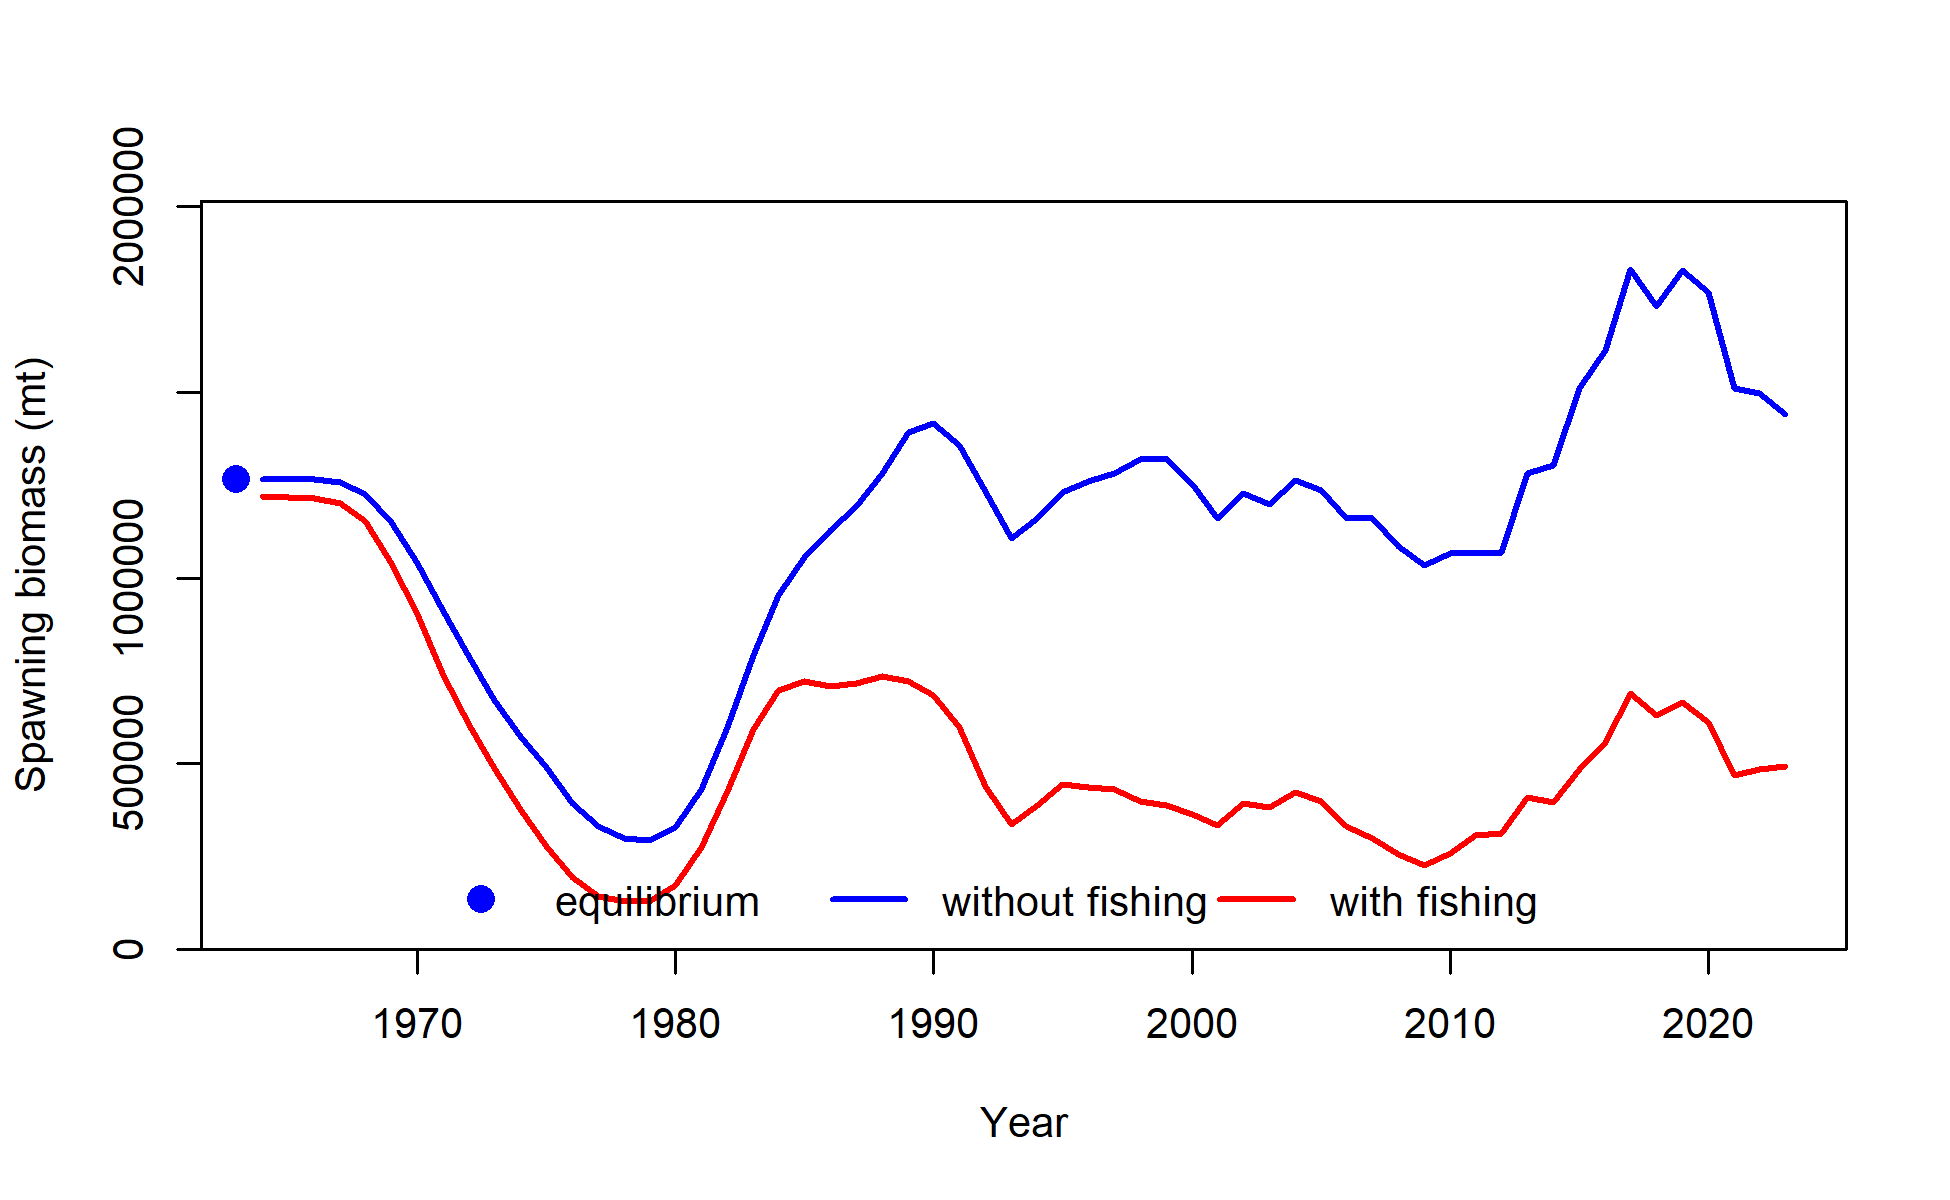 Spawning biomass (mt)
2000000
1000000
500000
0
equilibrium without fishing with fishing
1970 1980 1990 2000 2010 2020
Year